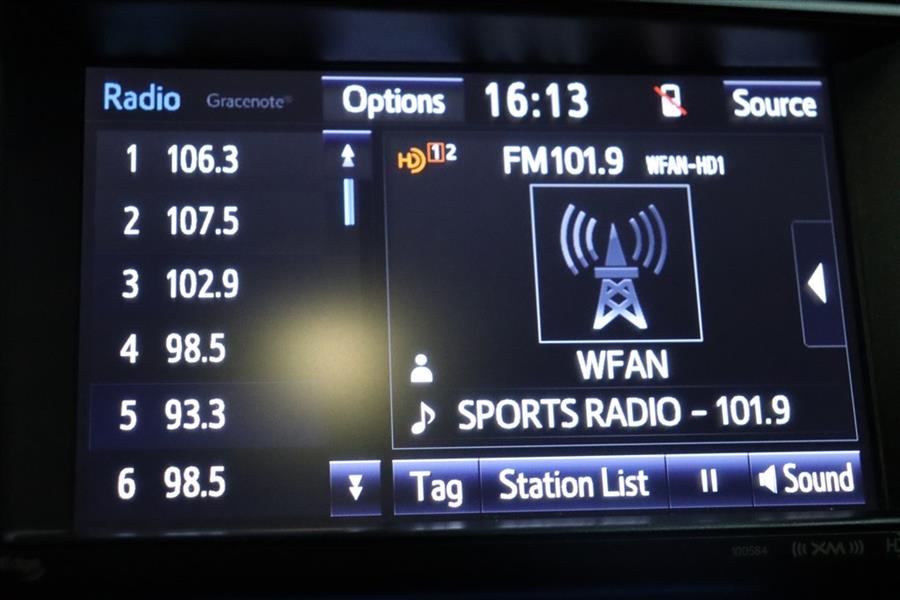 Radio Gracenote® Options 16:13 Source
1 106.3
2 107.5
3 102.9
4 98.5
5 93.3
6 98.5
HD 1 2 FM101.9 WFAN-HD1
WFAN
SPORTS RADIO - 101.9
Tag Station List Sound
100584 XM HD